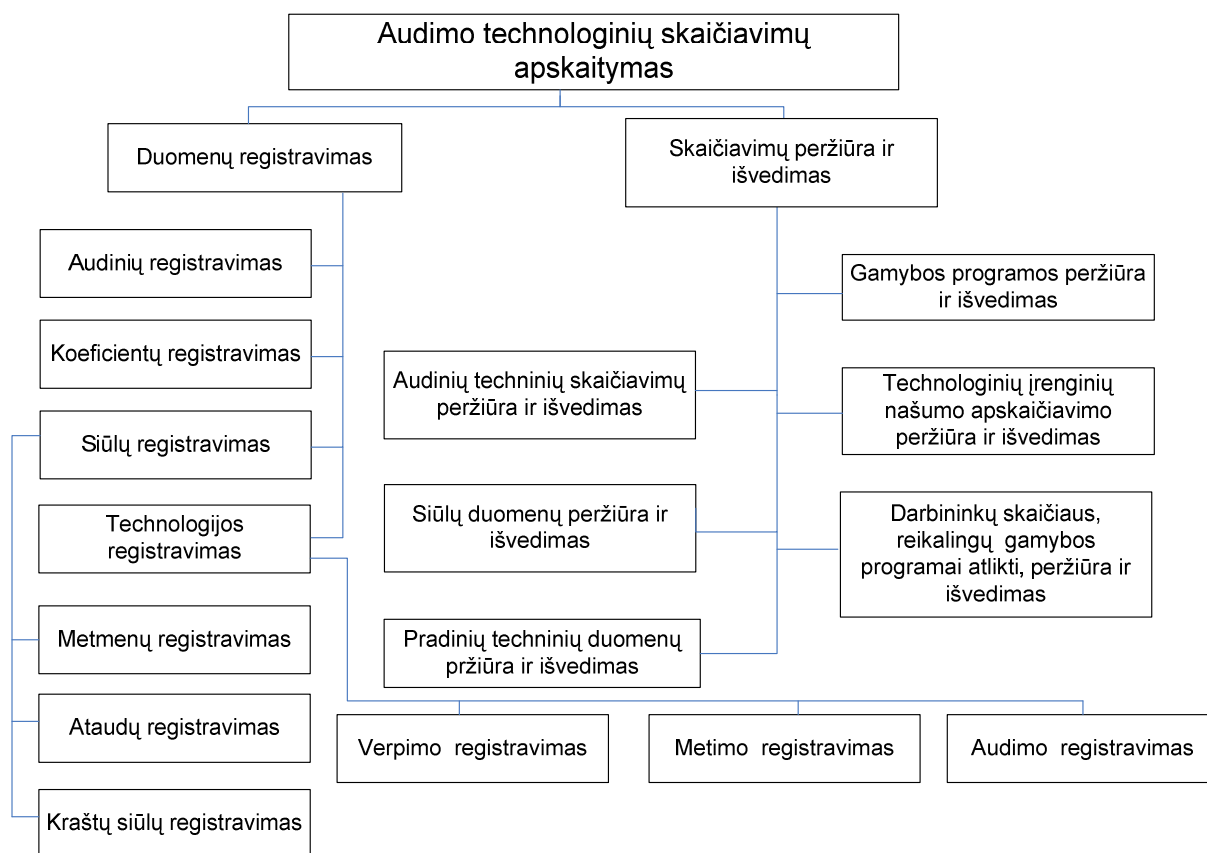 Audimo technologinių skaičiavimų
apskaitymas
Duomenų registravimas
Skaičiavimų peržiūra ir
išvedimas
Audinių registravimas
Koeficientų registravimas
Siūlų registravimas
Technologijos
registravimas
Metmenų registravimas
Ataudų registravimas
Kraštų siūlų registravimas
Gamybos programos peržiūra
ir išvedimas
Audinių techninių skaičiavimų
peržiūra ir išvedimas
Technologinių įrenginių
našumo apskaičiavimo
peržiūra ir išvedimas
Siūlų duomenų peržiūra ir
išvedimas
Darbininkų skaičiaus,
reikalingų gamybos
programai atlikti, peržiūra ir
išvedimas
Pradinių techninių duomenų
pržiūra ir išvedimas
Verpimo registravimas
Metimo registravimas
Audimo registravimas